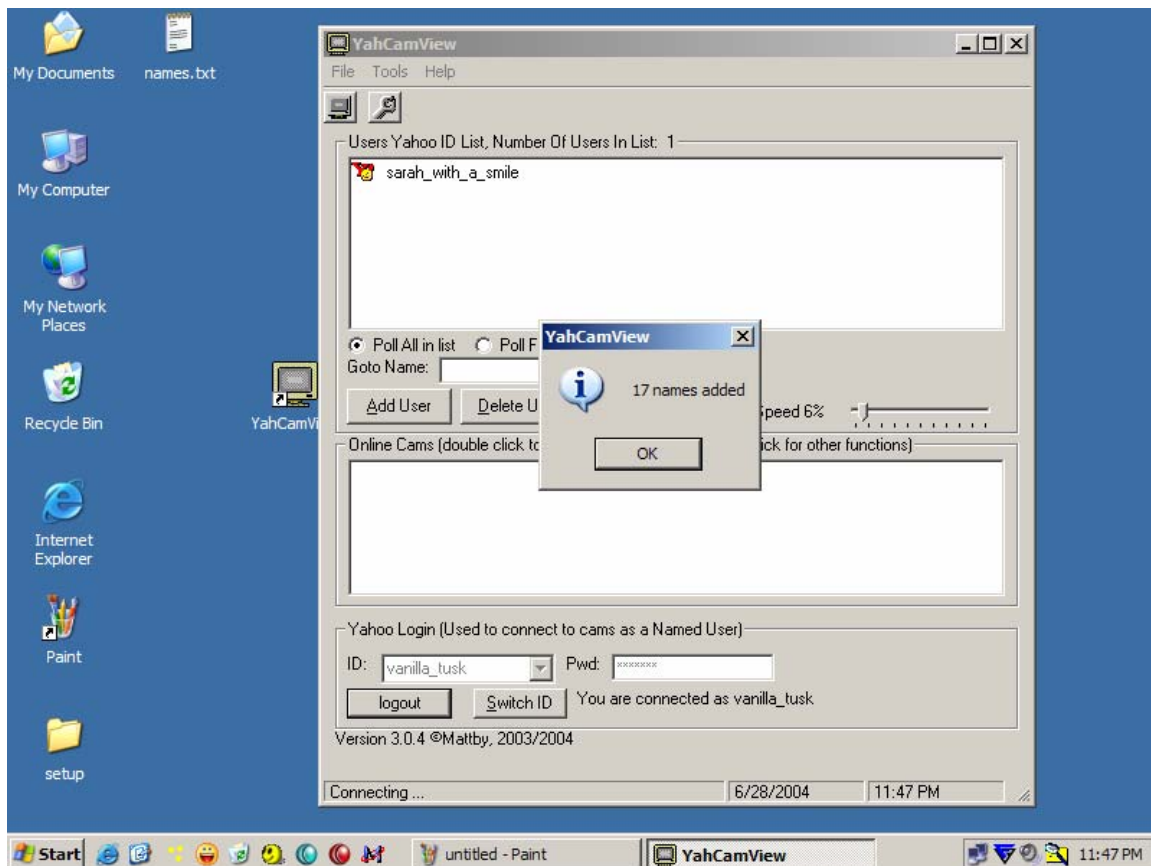 My Documents
names.txt
My Computer
My Network
Places
Recycle Bin
YahCamVi
Internet
Explorer
Paint
setup
YahCamView
File Tools Help
Users Yahoo ID List, Number Of Users In List: 1
sarah_with_a_smile
Poll All in list Poll F
Goto Name:
Add User Delete U
Speed 6%
YahCamView
17 names added
OK
Online Cams (double click to
ick for other functions)
Yahoo Login (Used to connect to cams as a Named User)
ID: vanilla_tusk Pwd: xxxxxxx
logout Switch ID You are connected as vanilla_tusk
Version 3.0.4 ©Mattby, 2003/2004
Connecting ... 6/28/2004 11:47 PM
Start untitled - Paint YahCamView 11:47 PM